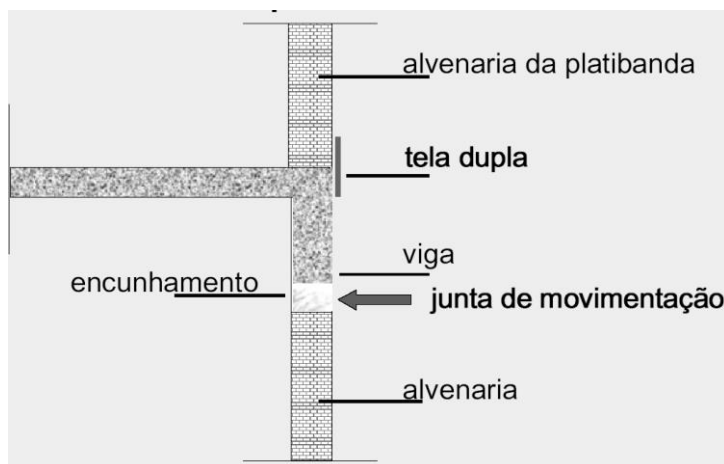 alvenaria da platibanda
tela dupla
viga
encunhamento
junta de movimentação
alvenaria